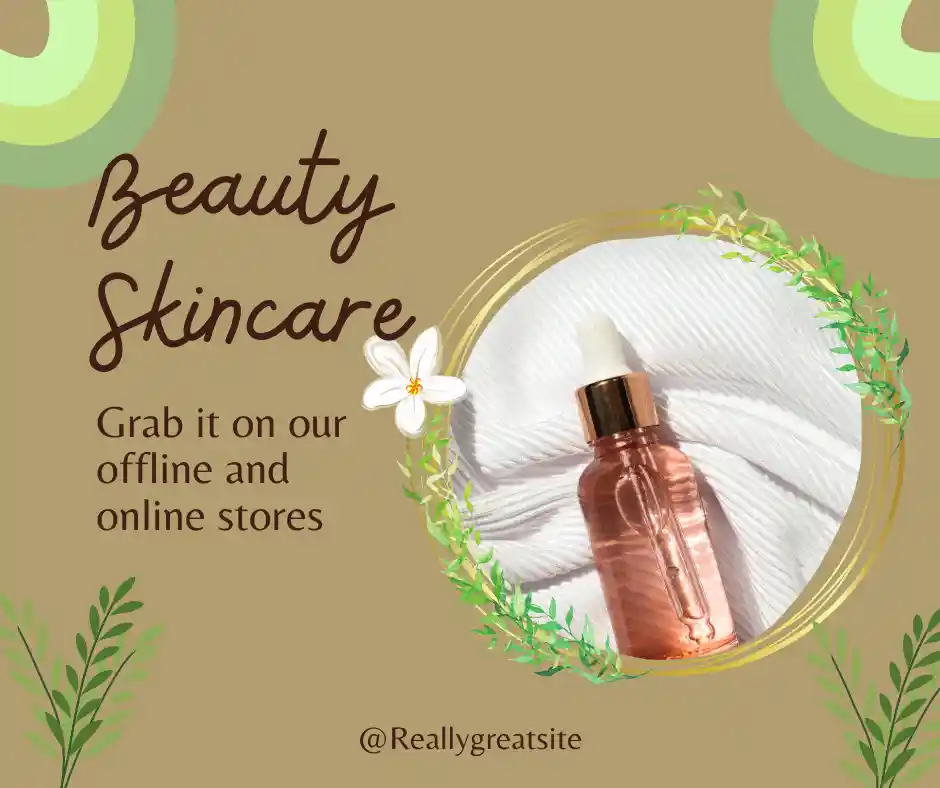 Beauty
Skincare
Grab it on our
offline and
online stores
@Reallygreatsite